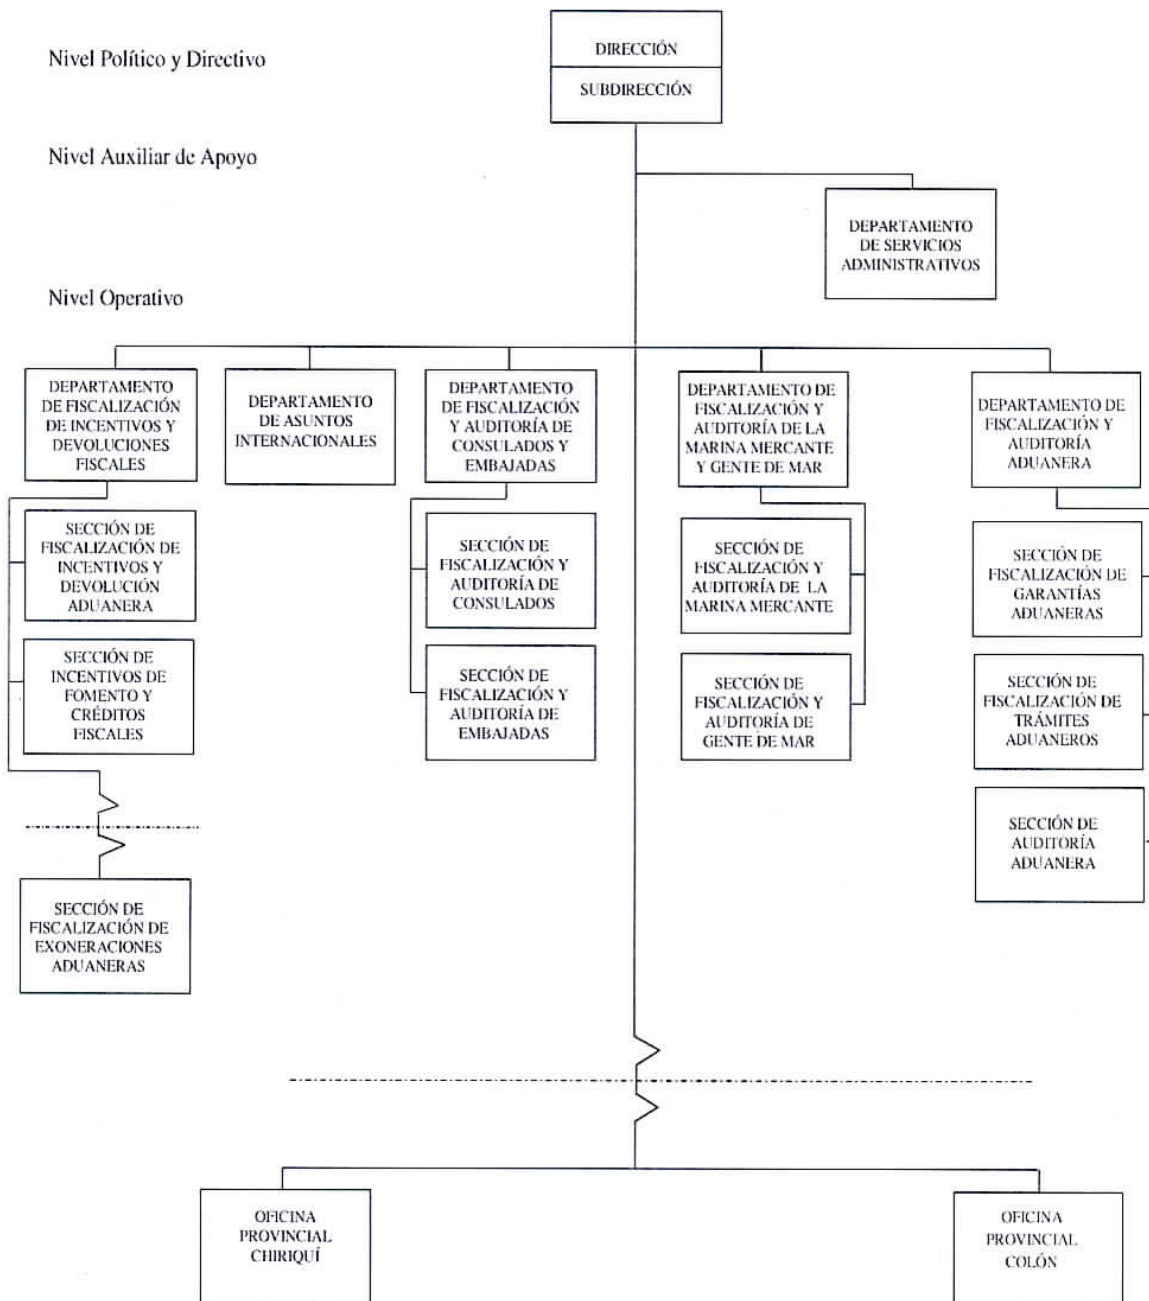 Nivel Político y Directivo
DIRECCIÓN
SUBDIRECCIÓN
Nivel Auxiliar de Apoyo
DEPARTAMENTO
DE SERVICIOS
ADMINISTRATIVOS
Nivel Operativo
DEPARTAMENTO
DE FISCALIZACIÓN
DE INCENTIVOS Y
DEVOLUCIONES
FISCALES
DEPARTAMENTO
DE ASUNTOS
INTERNACIONALES
DEPARTAMENTO
DE FISCALIZACIÓN
Y AUDITORÍA DE
CONSULADOS Y
EMBAJADAS
DEPARTAMENTO DE
FISCALIZACIÓN Y
AUDITORÍA DE LA
MARINA MERCANTE
Y GENTE DE MAR
DEPARTAMENTO DE
FISCALIZACIÓN Y
AUDITORÍA
ADUANERA
SECCIÓN DE
FISCALIZACIÓN DE
INCENTIVOS Y
DEVOLUCIÓN
ADUANERA
SECCIÓN DE
FISCALIZACIÓN Y
AUDITORÍA DE
CONSULADOS
SECCIÓN DE
FISCALIZACIÓN Y
AUDITORÍA DE LA
MARINA MERCANTE
SECCIÓN DE
FISCALIZACIÓN DE
GARANTÍAS
ADUANERAS
SECCIÓN DE
INCENTIVOS DE
FOMENTO Y
CRÉDITOS
FISCALES
SECCIÓN DE
FISCALIZACIÓN Y
AUDITORÍA DE
EMBAJADAS
SECCIÓN DE
FISCALIZACIÓN Y
AUDITORÍA DE
GENTE DE MAR
SECCIÓN DE
FISCALIZACIÓN DE
TRÁMITES
ADUANEROS
SECCIÓN DE
AUDITORÍA
ADUANERA
SECCIÓN DE
FISCALIZACIÓN DE
EXONERACIONES
ADUANERAS
OFICINA
PROVINCIAL
CHIRIQUÍ
OFICINA
PROVINCIAL
COLÓN